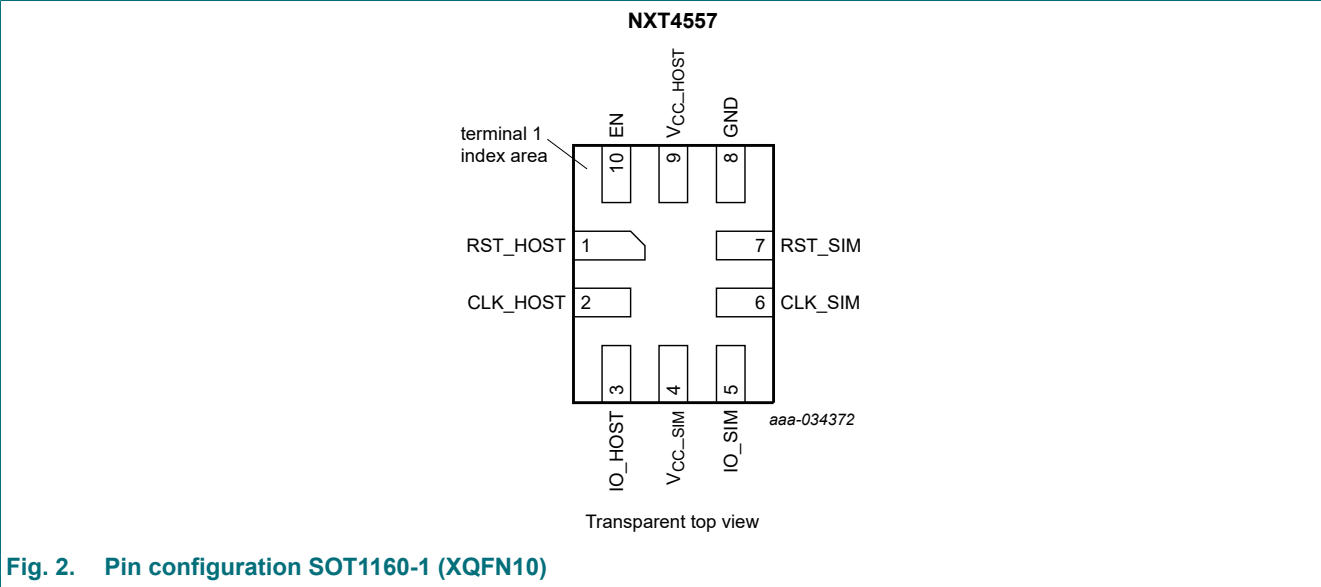 NXT4557
terminal 1
index area
EN
VCC_HOST
GND
10
9
8
RST_HOST
1
7
RST_SIM
CLK_HOST
2
6
CLK_SIM
3
4
5
IO_HOST
VCC_SIM
IO_SIM
aaa-034372
Transparent top view
Fig. 2. Pin configuration SOT1160-1 (XQFN10)